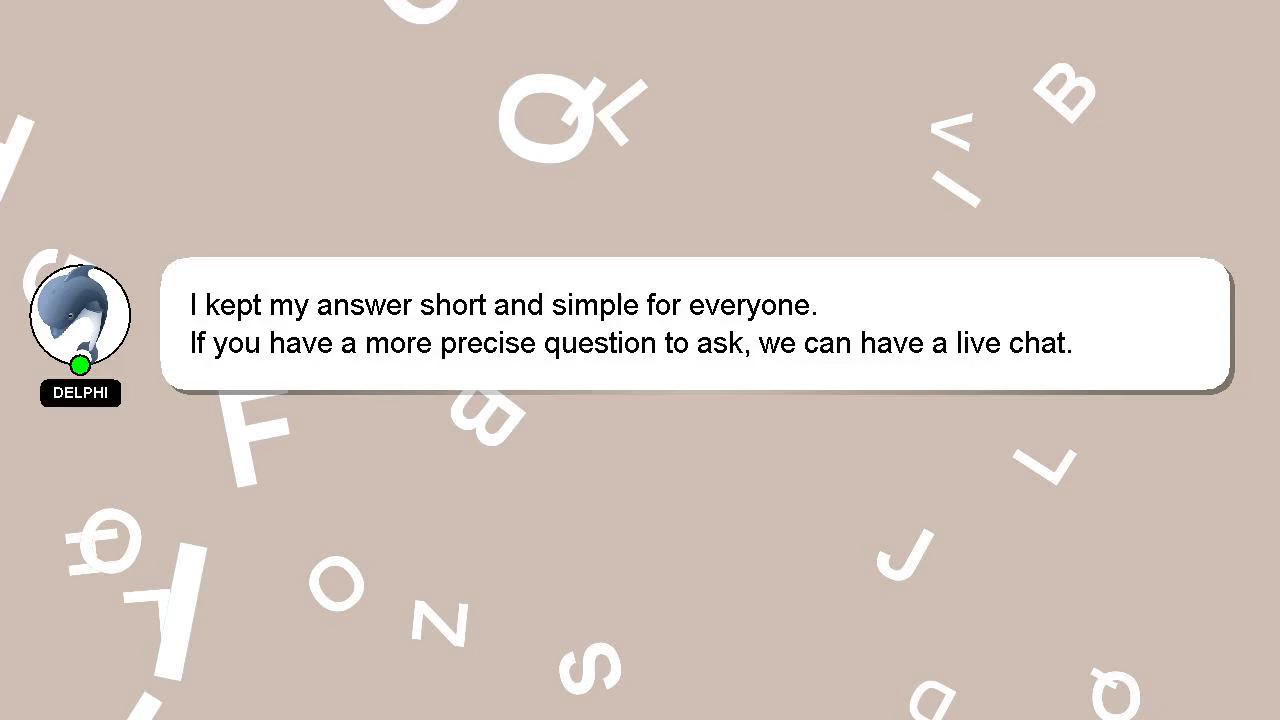 I kept my answer short and simple for everyone.
If you have a more precise question to ask, we can have a live chat.
DELPHI